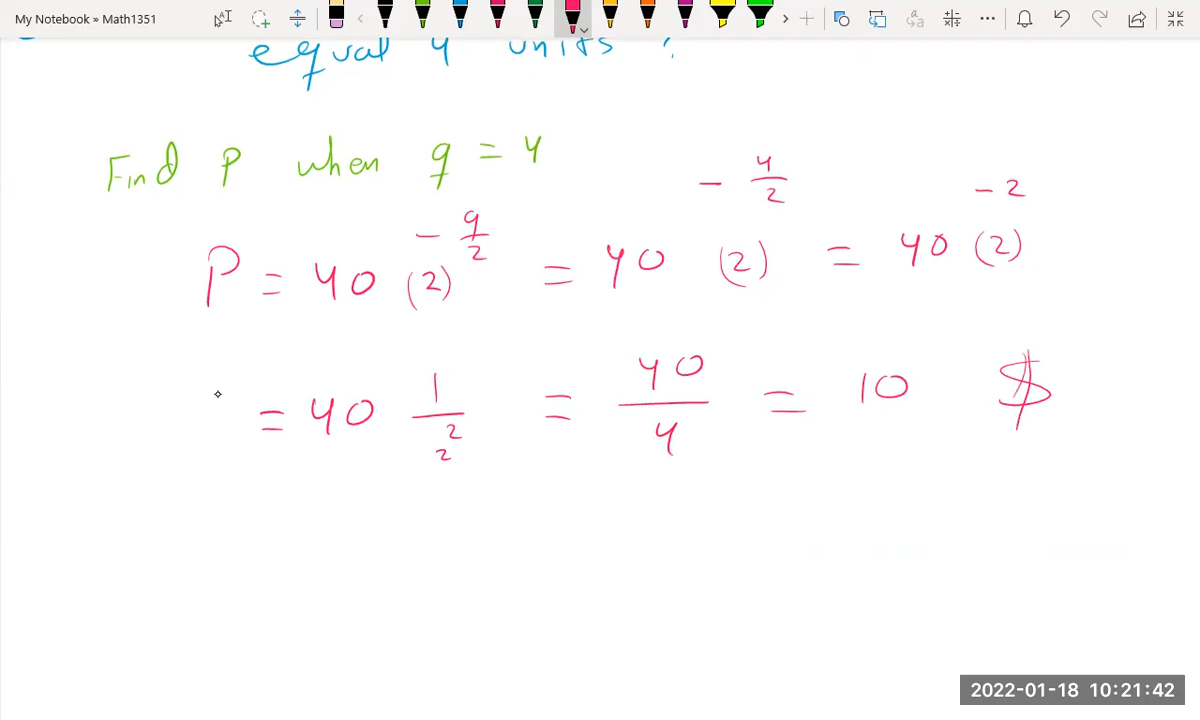 My Notebook » Math1351
equal 4 units ?
Find P when q = 4
P = 40 (2)^(-q/2) = 40 (2)^(-4/2) = 40 (2)^(-2)
= 40 1/2^2 = 40/4 = 10 $
2022-01-18 10:21:42